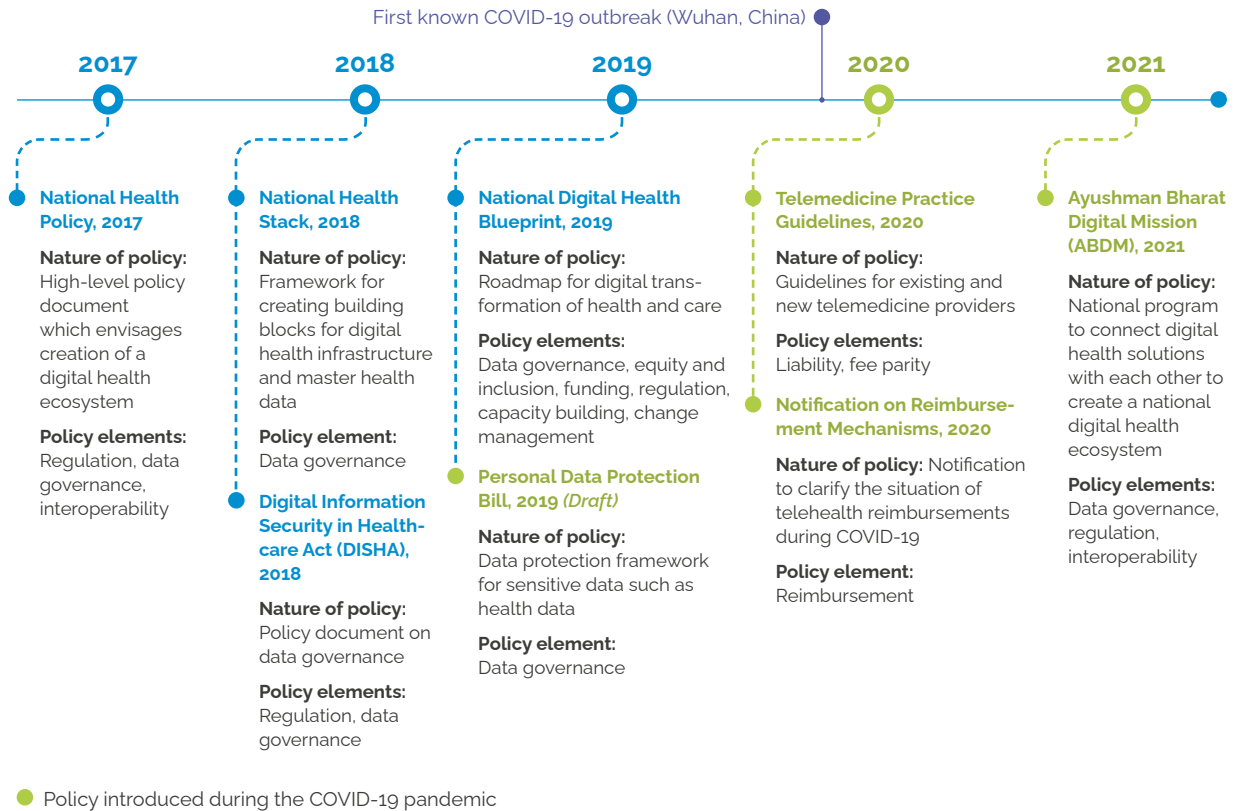 First known COVID-19 outbreak (Wuhan, China)
2017
2018
2019
2020
2021
National Health
Policy, 2017
Nature of policy:
High-level policy
document
which envisages
creation of a
digital health
ecosystem
Policy elements:
Regulation, data
governance,
interoperability
National Health
Stack, 2018
Nature of policy:
Framework for
creating building
blocks for digital
health infrastructure
and master health
data
Policy element:
Data governance
Digital Information
Security in Health-
care Act (DISHA),
2018
Nature of policy:
Policy document on
data governance
Policy elements:
Regulation, data
governance
National Digital Health
Blueprint, 2019
Nature of policy:
Roadmap for digital trans-
formation of health and care
Policy elements:
Data governance, equity and
inclusion, funding, regulation,
capacity building, change
management
Personal Data Protection
Bill, 2019 (Draft)
Nature of policy:
Data protection framework
for sensitive data such as
health data
Policy element:
Data governance
Telemedicine Practice
Guidelines, 2020
Nature of policy:
Guidelines for existing and
new telemedicine providers
Policy elements:
Liability, fee parity
Notification on Reimburse-
ment Mechanisms, 2020
Nature of policy: Notification
to clarify the situation of
telehealth reimbursements
during COVID-19
Policy element:
Reimbursement
Ayushman Bharat
Digital Mission
(ABDM), 2021
Nature of policy:
National program
to connect digital
health solutions
with each other to
create a national
digital health
ecosystem
Policy elements:
Data governance,
regulation,
interoperability
Policy introduced during the COVID-19 pandemic